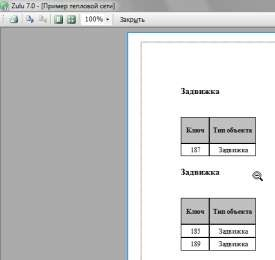 Zulu 7.0 - [Пример тепловой сети]
100% Закрыть
Задвижка
Ключ Тип объекта
187 Задвижка
Задвижка
Ключ Тип объекта
185 Задвижка
189 Задвижка